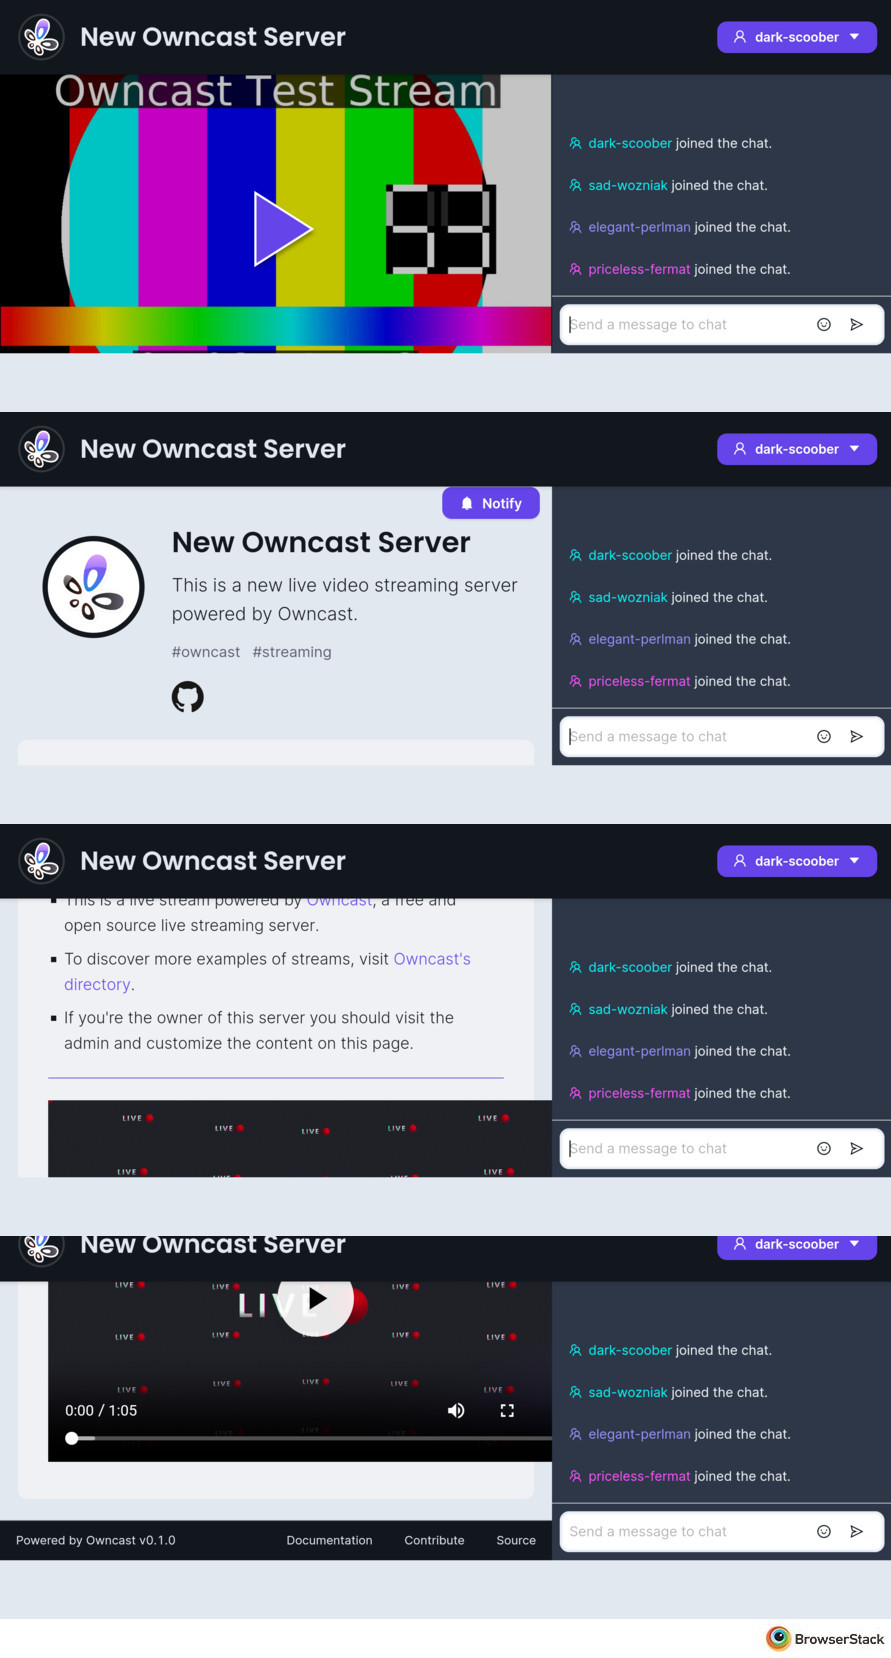 New Owncast Server
dark-scoober
Owncast Test Stream
dark-scoober joined the chat.
sad-wozniak joined the chat.
elegant-perlman joined the chat.
priceless-fermat joined the chat.
Send a message to chat
New Owncast Server
dark-scoober
Notify
New Owncast Server
This is a new live video streaming server
powered by Owncast.
#owncast #streaming
dark-scoober joined the chat.
sad-wozniak joined the chat.
elegant-perlman joined the chat.
priceless-fermat joined the chat.
Send a message to chat
New Owncast Server
dark-scoober
This is a live stream powered by Owncast, a free and
open source live streaming server.
To discover more examples of streams, visit Owncast's
directory.
If you're the owner of this server you should visit the
admin and customize the content on this page.
LIVE LIVE LIVE LIVE LIVE
LIVE LIVE
dark-scoober joined the chat.
sad-wozniak joined the chat.
elegant-perlman joined the chat.
priceless-fermat joined the chat.
Send a message to chat
New Owncast Server
dark-scoober
LIVE LIVE LIVE LIVE
LIVE
LIVE LIVE LIVE LIVE LIVE
LIVE LIVE LIVE LIVE LIVE
0:00 / 1:05
dark-scoober joined the chat.
sad-wozniak joined the chat.
elegant-perlman joined the chat.
priceless-fermat joined the chat.
Send a message to chat
Powered by Owncast v0.1.0
Documentation
Contribute
Source
BrowserStack